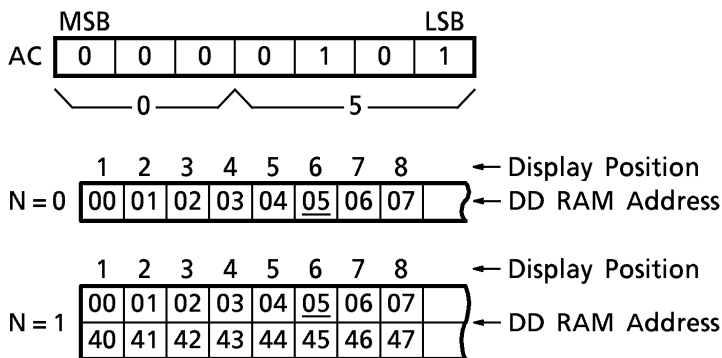 MSB LSB
AC 0 0 0 0 1 0 1
0 5
1 2 3 4 5 6 7 8 ← Display Position
N = 0 00 01 02 03 04 05 06 07 ← DD RAM Address
1 2 3 4 5 6 7 8 ← Display Position
00 01 02 03 04 05 06 07
N = 1 ← DD RAM Address
40 41 42 43 44 45 46 47